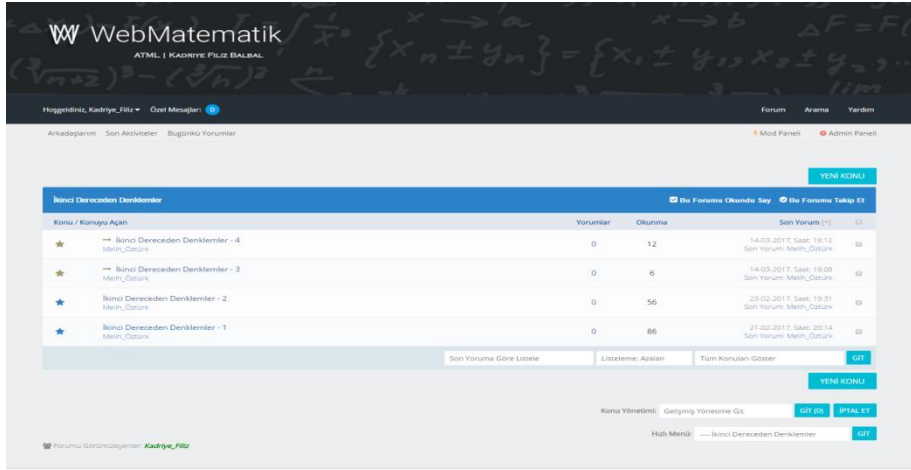 WebMatematik
ATML | KADRIYE FILIZ BALBAL
Hoşgeldiniz, Kadriye_Filiz Özel Mesajlar: 0
Forum Arama Yardım
Arkadaşlarım Son Aktiviteler Bugünkü Yorumlar
Mod Paneli Admin Paneli
YENİ KONU
İkinci Dereceden Denklemler
Bu Forumu Okundu Say Bu Forumu Takip Et
Konu / Konuyu Açan Yorumlar Okunma Son Yorum [-]
→ İkinci Dereceden Denklemler - 4 0 12 14-03-2017, Saat: 19:12
Melih_Öztürk Son Yorum: Melih_Öztürk
→ İkinci Dereceden Denklemler - 3 0 6 14-03-2017, Saat: 19:08
Melih_Öztürk Son Yorum: Melih_Öztürk
İkinci Dereceden Denklemler - 2 0 56 23-02-2017, Saat: 19:31
Melih_Öztürk Son Yorum: Melih_Öztürk
İkinci Dereceden Denklemler - 1 0 86 21-02-2017, Saat: 20:14
Melih_Öztürk Son Yorum: Melih_Öztürk
Son Yoruma Göre Listele Listeleme: Azalan Tüm Konuları Göster GİT
YENİ KONU
Konu Yönetimi: Gelişmiş Yönetime Git GİT (0) İPTAL ET
Hızlı Menü: ---- İkinci Dereceden Denklemler GİT
Forumu Görüntüleyenler: Kadriye_Filiz